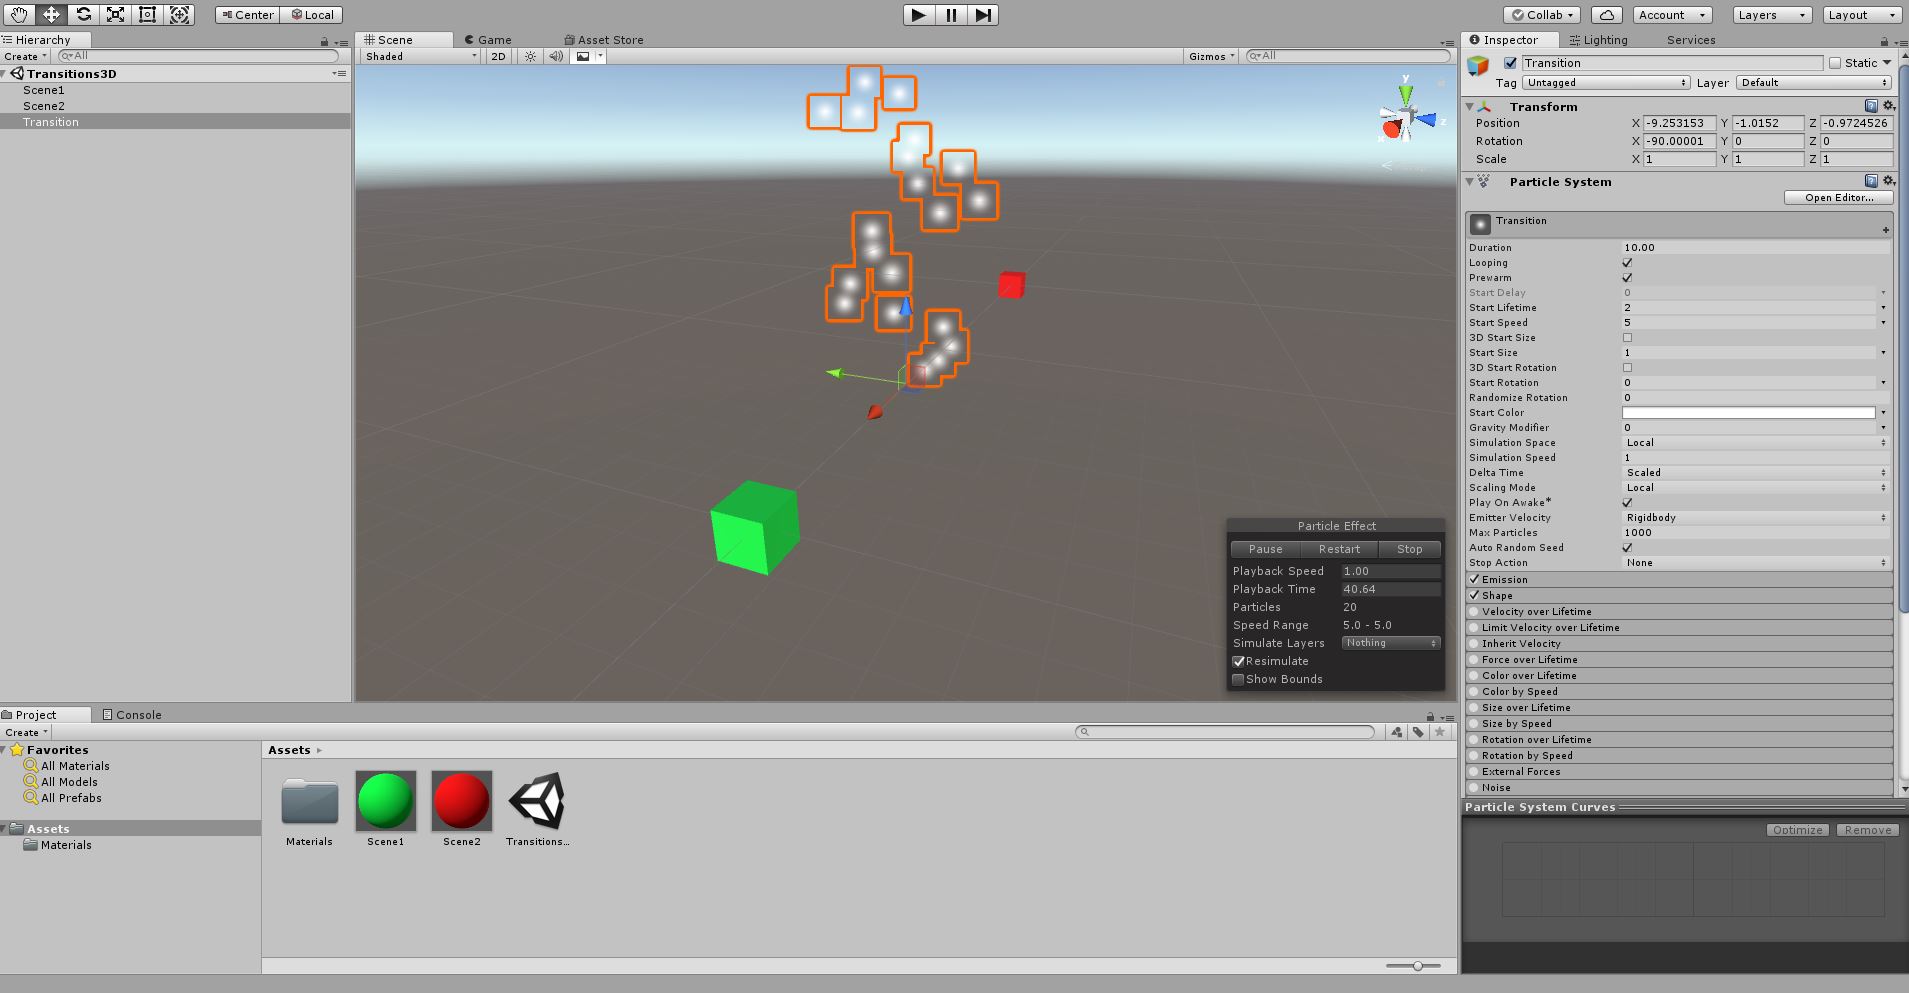 Center Local
Collab Account Layers Layout
Hierarchy
Create All
Transitions3D
Scene1
Scene2
Transition
Scene Game Asset Store
Shaded 2D Gizmos All
y
z
Particle Effect
Pause Restart Stop
Playback Speed 1.00
Playback Time 40.64
Particles 20
Speed Range 5.0 - 5.0
Simulate Layers Nothing
Resimulate
Show Bounds
Inspector Lighting Services
Transition Static
Tag Untagged Layer Default
Transform
Position X -9.253153 Y -1.0152 Z -0.9724526
Rotation X -90.00001 Y 0 Z 0
Scale X 1 Y 1 Z 1
Particle System
Open Editor...
Transition
Duration 10.00
Looping
Prewarm
Start Delay 0
Start Lifetime 2
Start Speed 5
3D Start Size
Start Size 1
3D Start Rotation
Start Rotation 0
Randomize Rotation 0
Start Color
Gravity Modifier 0
Simulation Space Local
Simulation Speed 1
Delta Time Scaled
Scaling Mode Local
Play On Awake*
Emitter Velocity Rigidbody
Max Particles 1000
Auto Random Seed
Stop Action None
Emission
Shape
Velocity over Lifetime
Limit Velocity over Lifetime
Inherit Velocity
Force over Lifetime
Color over Lifetime
Color by Speed
Size over Lifetime
Size by Speed
Rotation over Lifetime
Rotation by Speed
External Forces
Noise
Particle System Curves
Optimize Remove
Project Console
Create
Favorites
All Materials
All Models
All Prefabs
Assets
Materials
Assets
Materials Scene1 Scene2 Transitions...